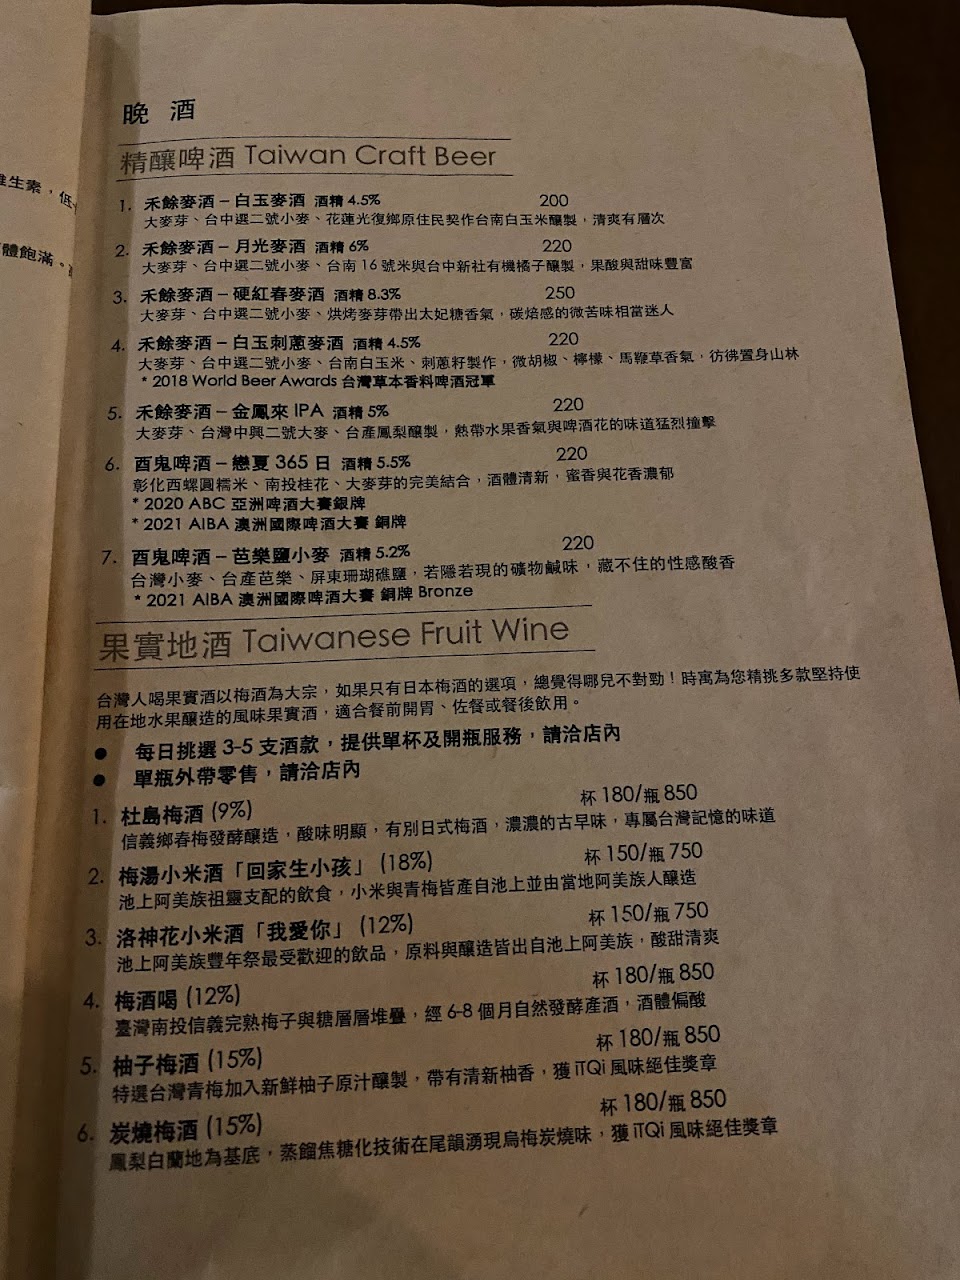 生素，低
體飽滿。
晚 酒
精釀啤酒 Taiwan Craft Beer
1. 禾餘麥酒－白玉麥酒 酒精 4.5% 200
大麥芽、台中選二號小麥、花蓮光復鄉原住民契作台南白玉米釀製，清爽有層次
2. 禾餘麥酒－月光麥酒 酒精 6% 220
大麥芽、台中選二號小麥、台南 16 號米與台中新社有機橘子釀製，果酸與甜味豐富
3. 禾餘麥酒－硬紅春麥酒 酒精 8.3% 250
大麥芽、台中選二號小麥、烘烤麥芽帶出太妃糖香氣，碳焙感的微苦味相當迷人
4. 禾餘麥酒－白玉刺蔥麥酒 酒精 4.5% 220
大麥芽、台中選二號小麥、台南白玉米、刺蔥籽製作，微胡椒、檸檬、馬鞭草香氣，彷彿置身山林
* 2018 World Beer Awards 台灣草本香料啤酒冠軍
5. 禾餘麥酒－金鳳來 IPA 酒精 5% 220
大麥芽、台灣中興二號大麥、台產鳳梨釀製，熱帶水果香氣與啤酒花的味道猛烈撞擊
6. 酉鬼啤酒－戀夏 365 日 酒精 5.5% 220
彰化西螺圓糯米、南投桂花、大麥芽的完美結合，酒體清新，蜜香與花香濃郁
* 2020 ABC 亞洲啤酒大賽銀牌
* 2021 AIBA 澳洲國際啤酒大賽 銅牌
7. 酉鬼啤酒－芭樂鹽小麥 酒精 5.2% 220
台灣小麥、台產芭樂、屏東珊瑚礁鹽，若隱若現的礦物鹹味，藏不住的性感酸香
* 2021 AIBA 澳洲國際啤酒大賽 銅牌 Bronze
果實地酒 Taiwanese Fruit Wine
台灣人喝果實酒以梅酒為大宗，如果只有日本梅酒的選項，總覺得哪兒不對勁！時寓為您精挑多款堅持使
用在地水果釀造的風味果實酒，適合餐前開胃、佐餐或餐後飲用。
● 每日挑選 3-5 支酒款，提供單杯及開瓶服務，請洽店內
● 單瓶外帶零售，請洽店內
1. 杜島梅酒 (9%) 杯 180/瓶 850
信義鄉春梅發酵釀造，酸味明顯，有別日式梅酒，濃濃的古早味，專屬台灣記憶的味道
2. 梅湯小米酒「回家生小孩」 (18%) 杯 150/瓶 750
池上阿美族祖靈支配的飲食，小米與青梅皆產自池上並由當地阿美族人釀造
3. 洛神花小米酒「我愛你」 (12%) 杯 150/瓶 750
池上阿美族豐年祭最受歡迎的飲品，原料與釀造皆出自池上阿美族，酸甜清爽
4. 梅酒喝 (12%) 杯 180/瓶 850
臺灣南投信義完熟梅子與糖層層堆疊，經 6-8 個月自然發酵產酒，酒體偏酸
5. 柚子梅酒 (15%) 杯 180/瓶 850
特選台灣青梅加入新鮮柚子原汁釀製，帶有清新柚香，獲 iTQi 風味絕佳獎章
6. 炭燒梅酒 (15%) 杯 180/瓶 850
鳳梨白蘭地為基底，蒸餾焦糖化技術在尾韻湧現烏梅炭燒味，獲 iTQi 風味絕佳獎章